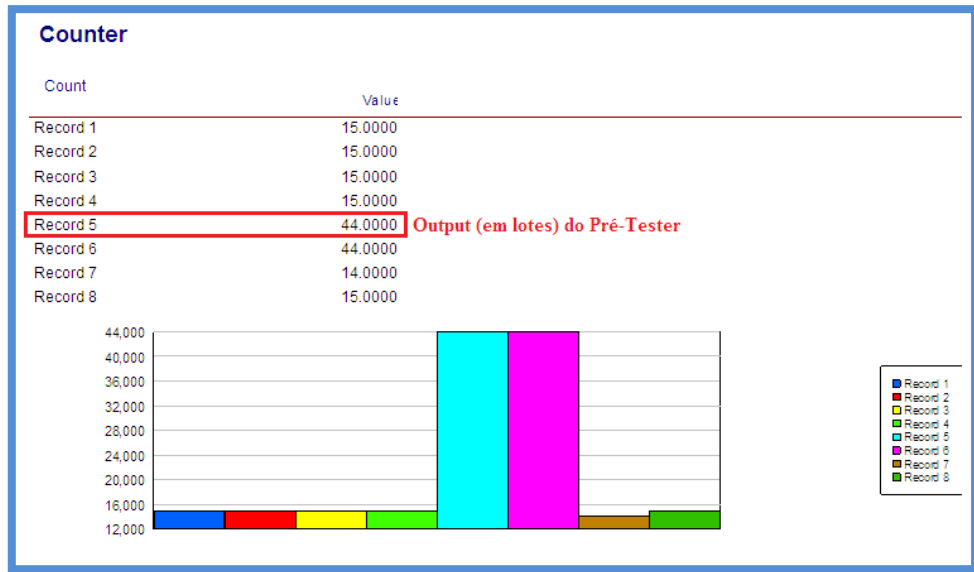 Counter
Count
Value
Record 1 15.0000
Record 2 15.0000
Record 3 15.0000
Record 4 15.0000
Record 5 44.0000 Output (em lotes) do Pré-Tester
Record 6 44.0000
Record 7 14.0000
Record 8 15.0000
44,000
40,000
36,000
32,000
28,000
24,000
20,000
16,000
12,000
Record 1
Record 2
Record 3
Record 4
Record 5
Record 6
Record 7
Record 8